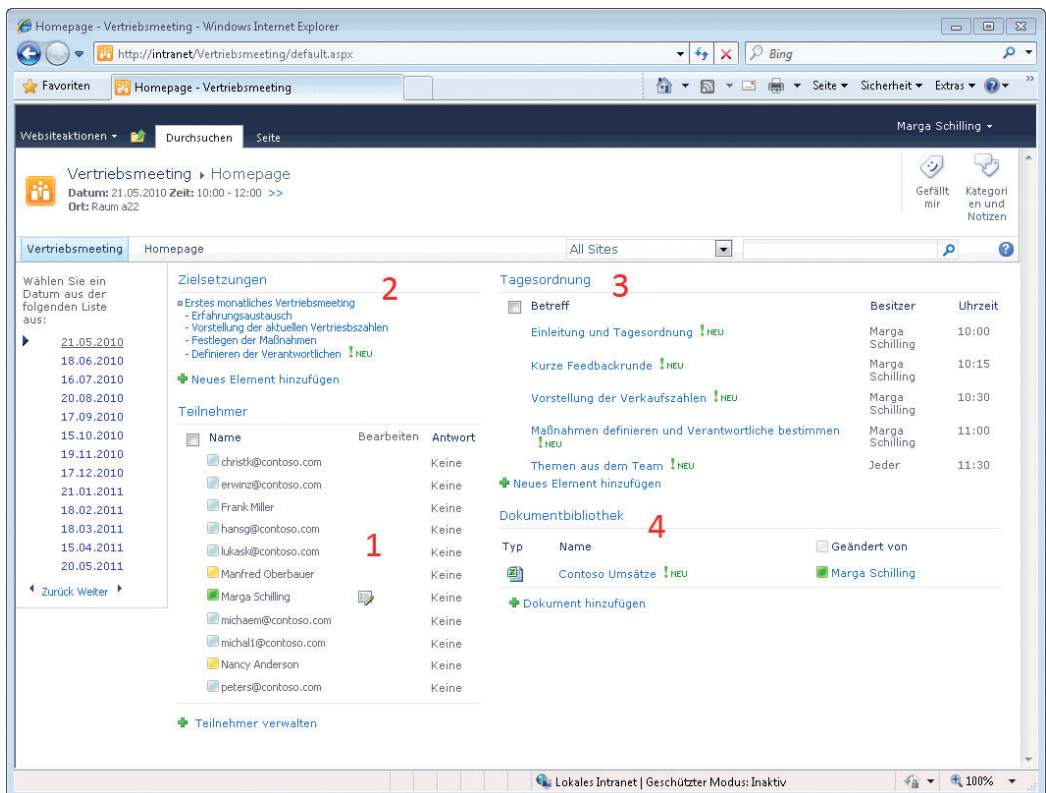 Homepage - Vertriebsmeeting - Windows Internet Explorer
http://intranet/Vertriebsmeeting/default.aspx
Bing
Favoriten
Homepage - Vertriebsmeeting
Seite
Sicherheit
Extras
Websiteaktionen
Durchsuchen
Seite
Marga Schilling
Vertriebsmeeting Homepage
Datum: 21.05.2010 Zeit: 10:00 - 12:00 >>
Ort: Raum a22
Gefällt
mir
Kategori
en und
Notizen
Vertriebsmeeting
Homepage
All Sites
Wählen Sie ein
Datum aus der
folgenden Liste
aus:
21.05.2010
18.06.2010
16.07.2010
20.08.2010
17.09.2010
15.10.2010
19.11.2010
17.12.2010
21.01.2011
18.02.2011
18.03.2011
15.04.2011
20.05.2011
Zurück Weiter
Zielsetzungen
2
Erstes monatliches Vertriebsmeeting
- Erfahrungsaustausch
- Vorstellung der aktuellen Vertriesbszahlen
- Festlegen der Maßnahmen
- Definieren der Verantwortlichen ! NEU
Neues Element hinzufügen
Teilnehmer
Name Bearbeiten Antwort
christk@contoso.com Keine
erwinz@contoso.com Keine
Frank Miller Keine
hansg@contoso.com Keine
1
lukask@contoso.com Keine
Manfred Oberbauer Keine
Marga Schilling Keine
michaem@contoso.com Keine
michal1@contoso.com Keine
Nancy Anderson Keine
peters@contoso.com Keine
Teilnehmer verwalten
Tagesordnung
3
Betreff Besitzer Uhrzeit
Einleitung und Tagesordnung ! NEU Marga 10:00
Schilling
Kurze Feedbackrunde ! NEU Marga 10:15
Schilling
Vorstellung der Verkaufszahlen ! NEU Marga 10:30
Schilling
Maßnahmen definieren und Verantwortliche bestimmen Marga 11:00
! NEU Schilling
Themen aus dem Team ! NEU Jeder 11:30
Neues Element hinzufügen
Dokumentbibliothek
4
Typ Name Geändert von
Contoso Umsätze ! NEU Marga Schilling
Dokument hinzufügen
Lokales Intranet | Geschützter Modus: Inaktiv
100%